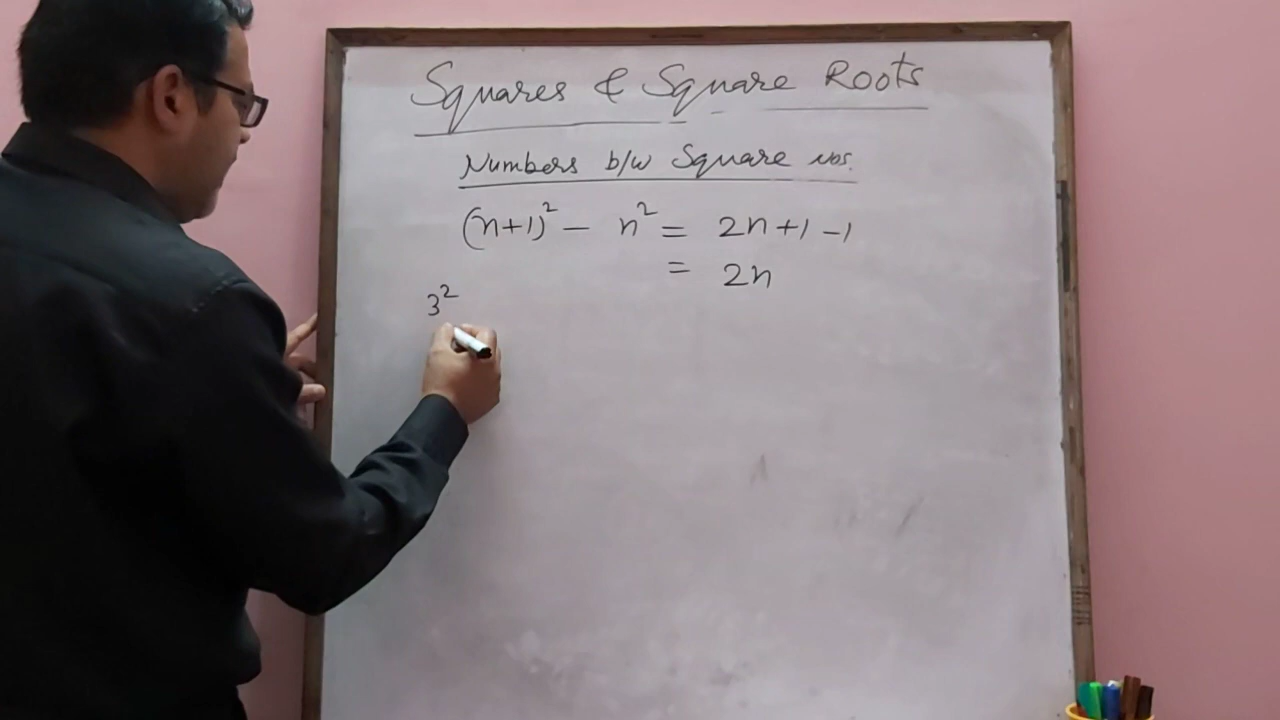 Squares & Square Roots
Numbers b/w Square nos.
(n+1)² - n² = 2n+1-1
= 2n
3²